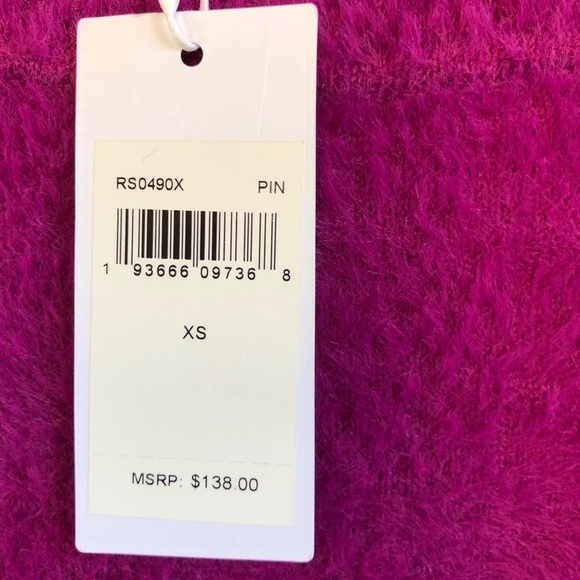 RS0490X PIN
1 93666 09736 8
XS
MSRP: $138.00